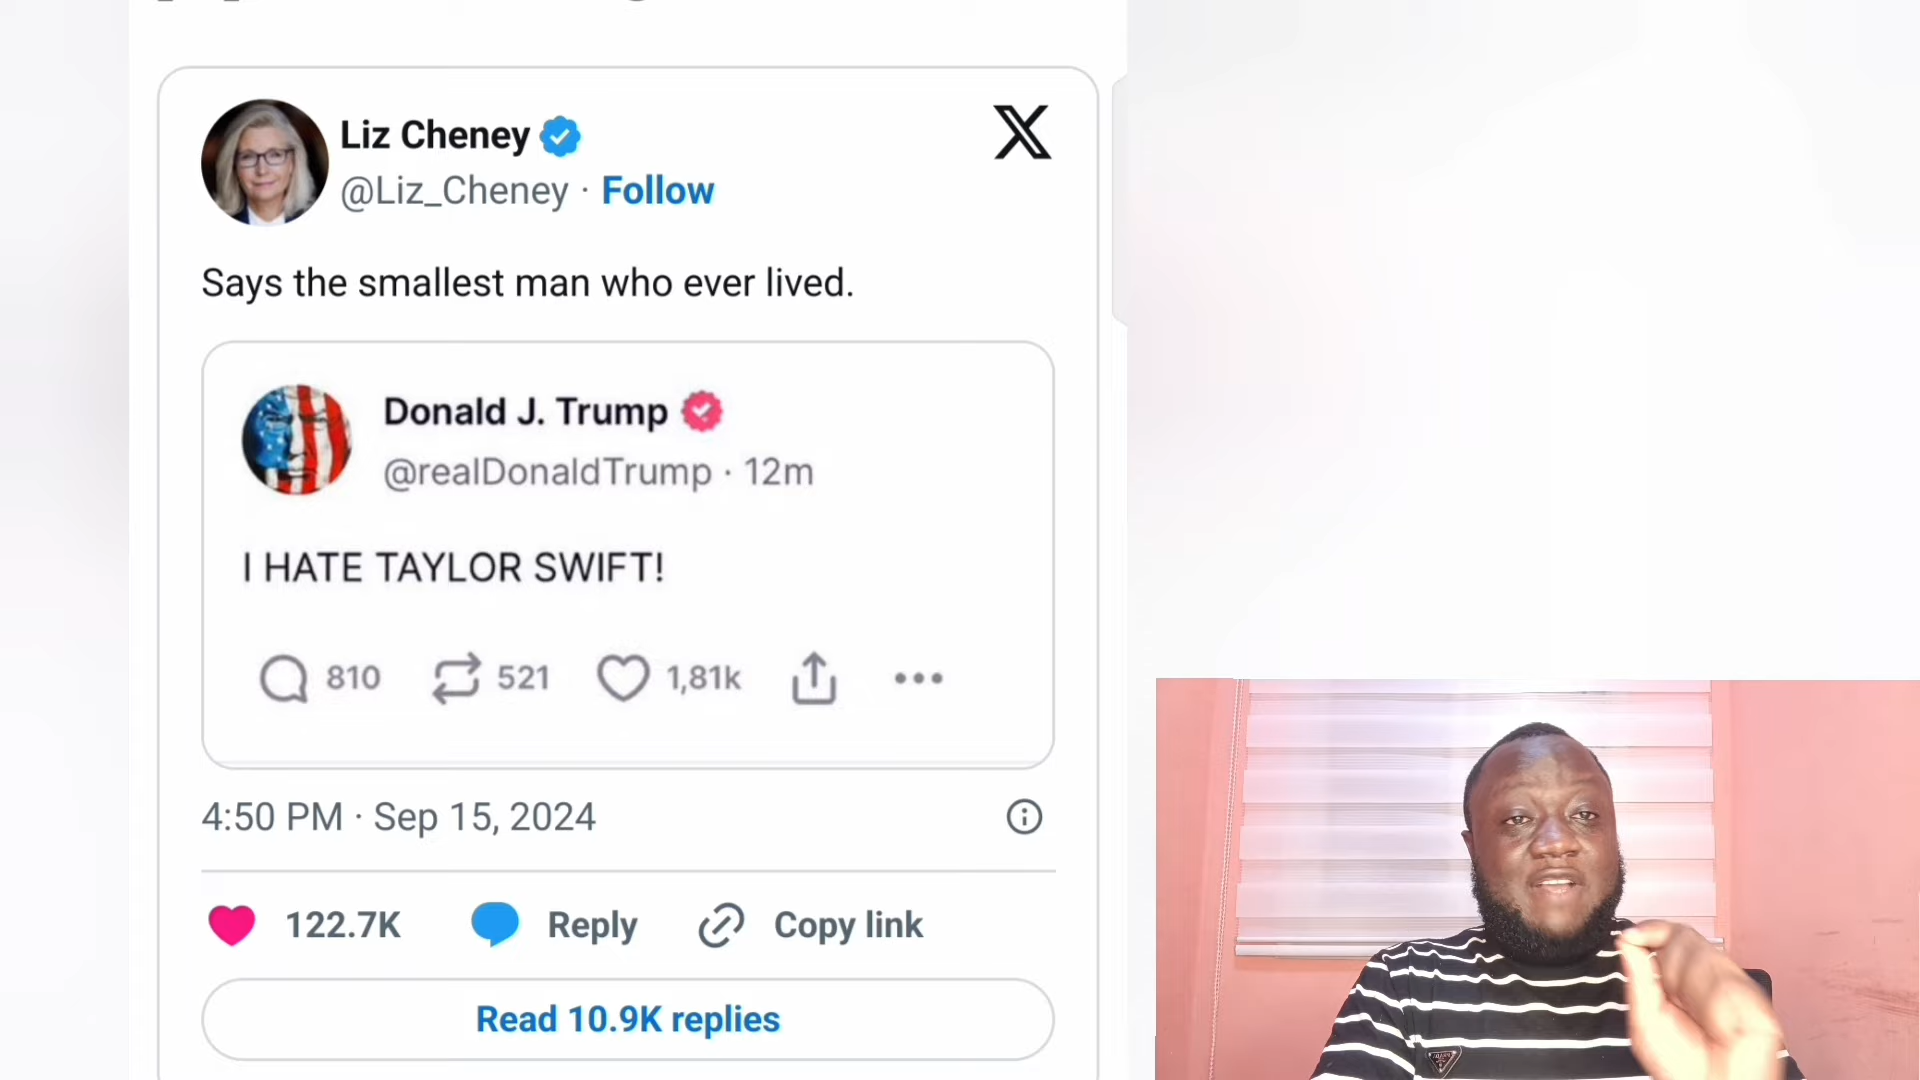 Liz Cheney
@Liz_Cheney · Follow
Says the smallest man who ever lived.
Donald J. Trump
@realDonaldTrump · 12m
I HATE TAYLOR SWIFT!
810 521 1,81k
4:50 PM · Sep 15, 2024
122.7K Reply Copy link
Read 10.9K replies